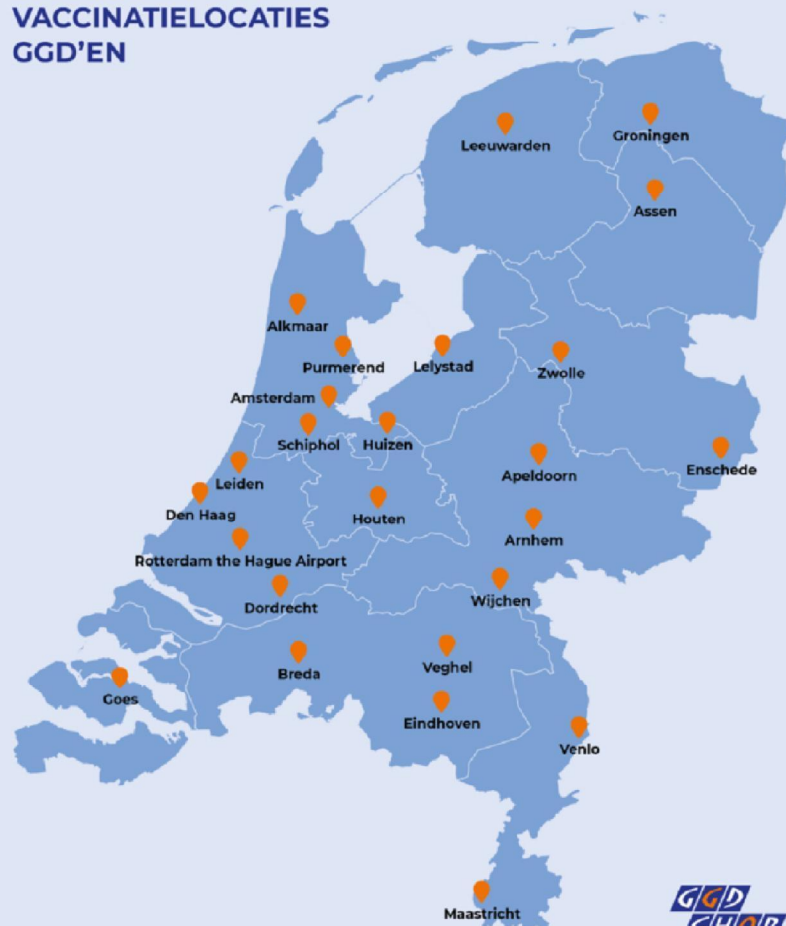 VACCINATIELOCATIES
GGD'EN
Groningen
Leeuwarden
Assen
Alkmaar
Purmerend
Lelystad
Zwolle
Amsterdam
Schiphol
Huizen
Enschede
Leiden
Apeldoorn
Den Haag
Houten
Arnhem
Rotterdam the Hague Airport
Dordrecht
Wijchen
Breda
Veghel
Goes
Eindhoven
Venlo
Maastricht
GGD
GHOR